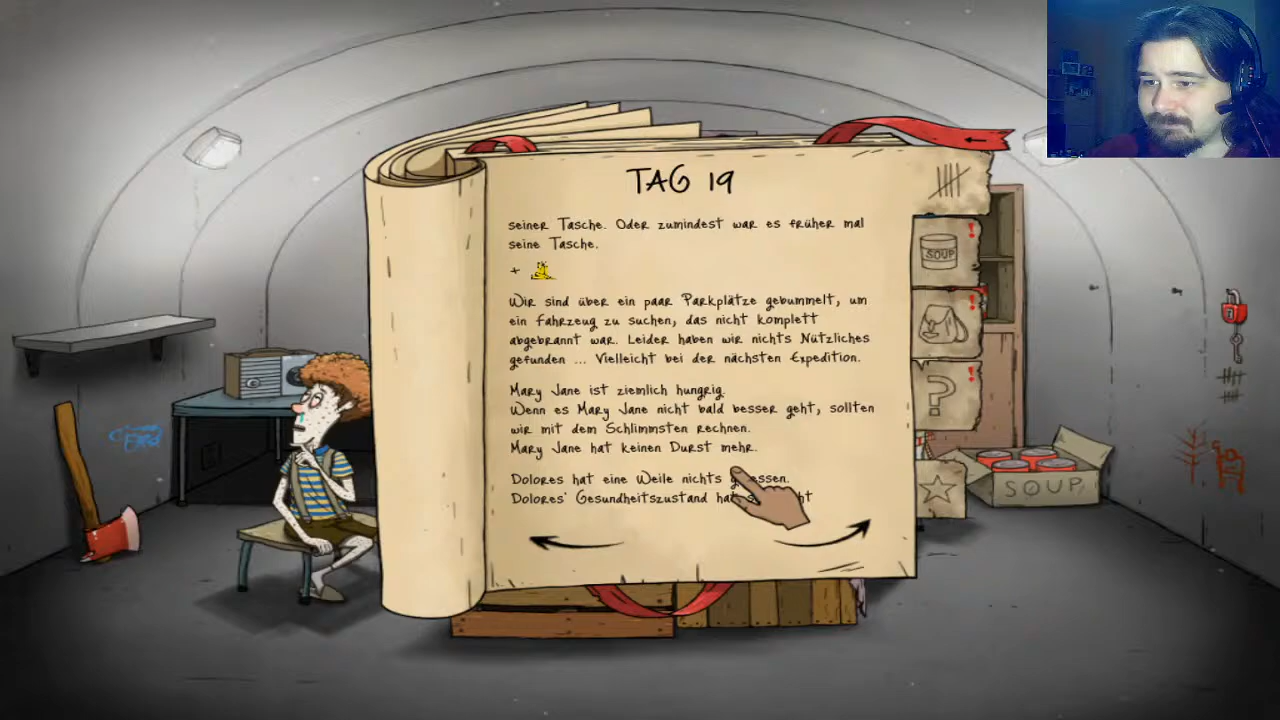 TAG 19
seiner Tasche. Oder zumindest war es früher mal
seine Tasche.
+
Wir sind über ein paar Parkplätze gebummelt, um
ein Fahrzeug zu suchen, das nicht komplett
abgebrannt war. Leider haben wir nichts Nützliches
gefunden ... Vielleicht bei der nächsten Expedition.
Mary Jane ist ziemlich hungrig.
Wenn es Mary Jane nicht bald besser geht, sollten
wir mit dem Schlimmsten rechnen.
Mary Jane hat keinen Durst mehr.
Dolores hat eine Weile nichts
Dolores' Gesundheitszustand
SOUP
!
!
?
!
SOUP